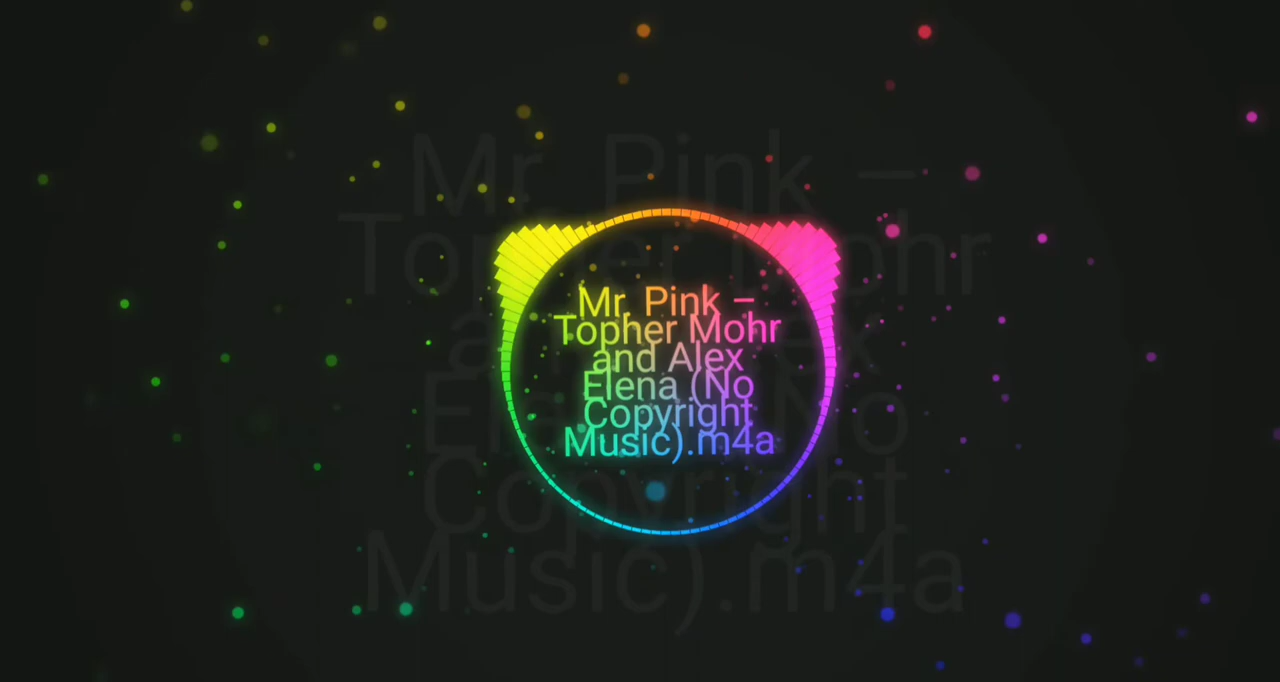 Mr. Pink –
Topher Mohr
and Alex
Elena (No
Copyright
Music).m4a